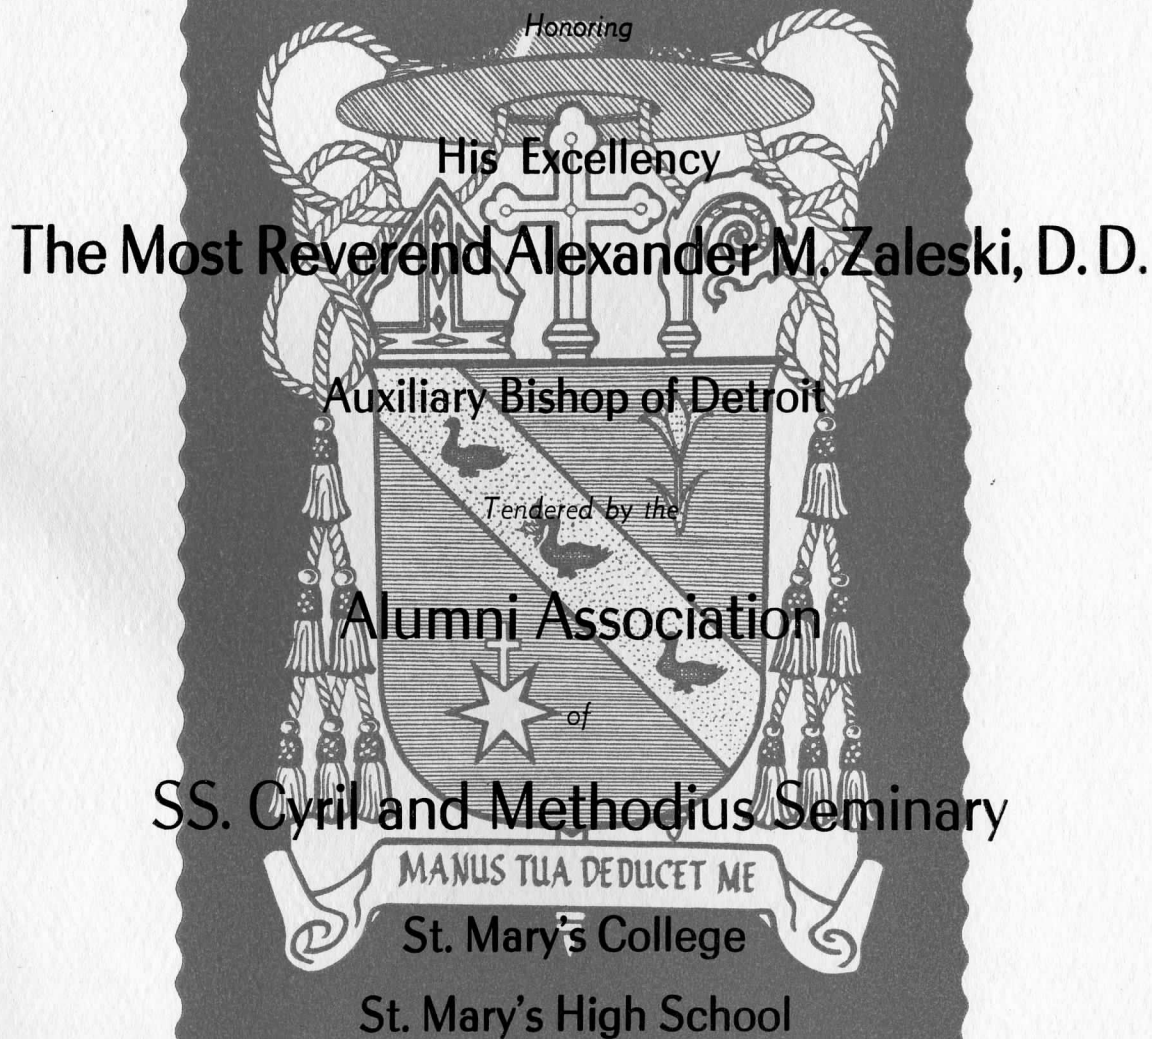 Honoring
His Excellency
The Most Reverend Alexander M. Zaleski, D. D.
Auxiliary Bishop of Detroit
Tendered by the
Alumni Association
of
SS. Cyril and Methodius Seminary
MANUS TUA DEDUCET ME
St. Mary's College
St. Mary's High School